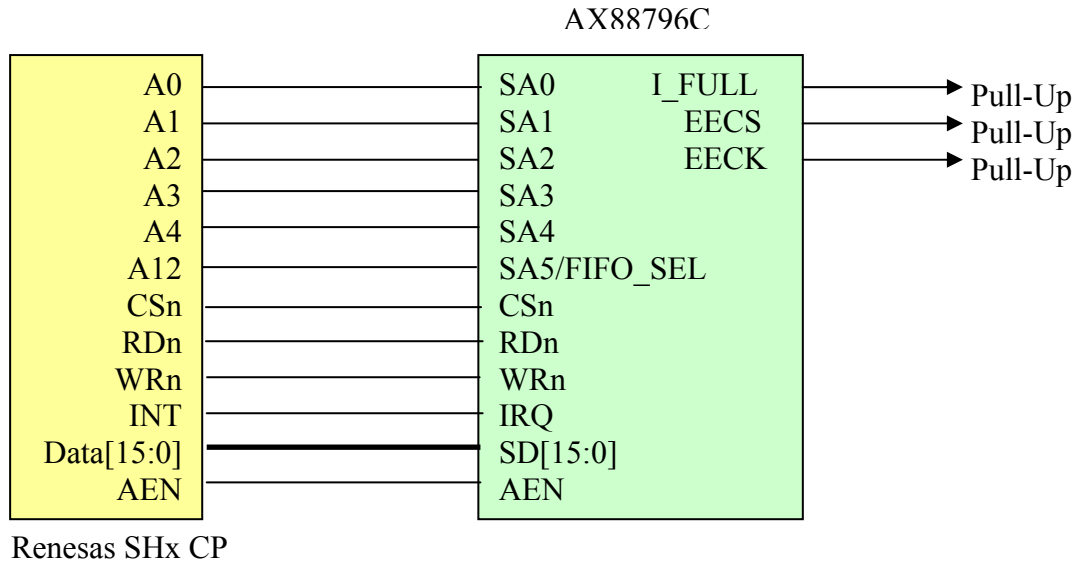 AX88796C
A0 SA0 I_FULL Pull-Up
A1 SA1 EECS Pull-Up
A2 SA2 EECK Pull-Up
A3 SA3
A4 SA4
A12 SA5/FIFO_SEL
CSn CSn
RDn RDn
WRn WRn
INT IRQ
Data[15:0] SD[15:0]
AEN AEN
Renesas SHx CP